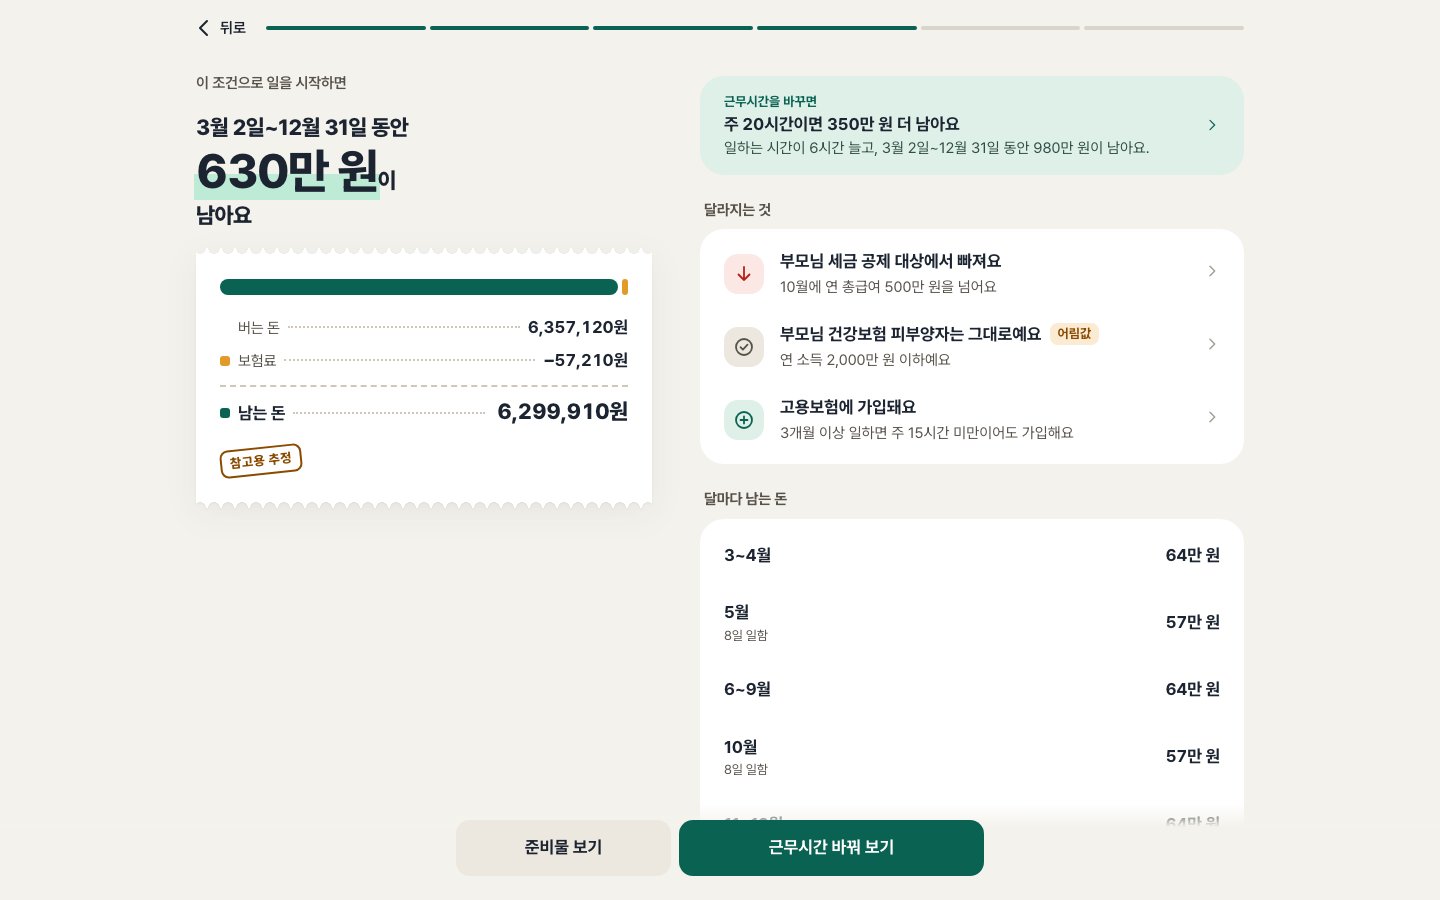 뒤로
이 조건으로 일을 시작하면
3월 2일~12월 31일 동안
630만 원이
남아요
버는 돈 6,357,120원
보험료 −57,210원
남는 돈 6,299,910원
참고용 추정
근무시간을 바꾸면
주 20시간이면 350만 원 더 남아요
일하는 시간이 6시간 늘고, 3월 2일~12월 31일 동안 980만 원이 남아요.
달라지는 것
부모님 세금 공제 대상에서 빠져요
10월에 연 총급여 500만 원을 넘어요
부모님 건강보험 피부양자는 그대로예요 어림값
연 소득 2,000만 원 이하예요
고용보험에 가입돼요
3개월 이상 일하면 주 15시간 미만이어도 가입해요
달마다 남는 돈
3~4월 64만 원
5월 57만 원
8일 일함
6~9월 64만 원
10월 57만 원
8일 일함
64만 원
준비물 보기
근무시간 바꿔 보기